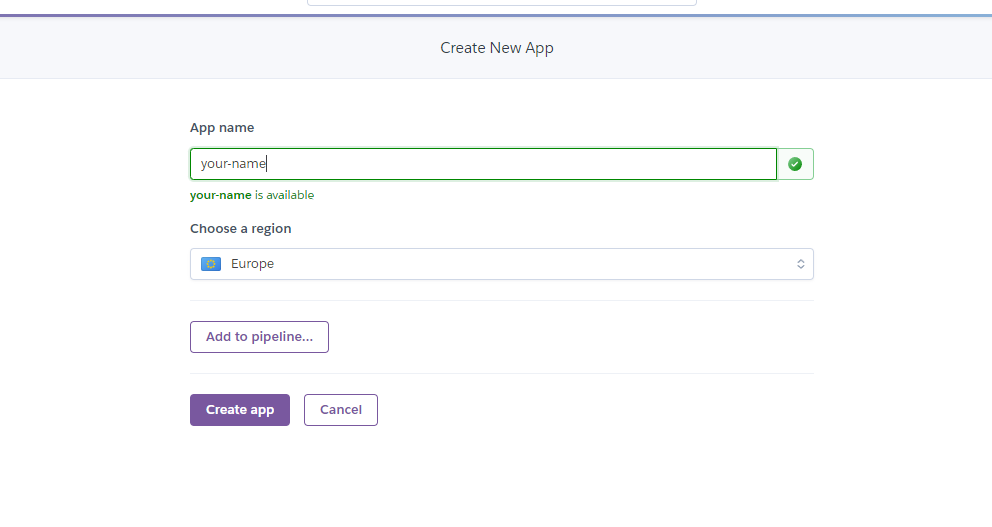 Create New App
App name
your-name
your-name is available
Choose a region
Europe
Add to pipeline...
Create app
Cancel